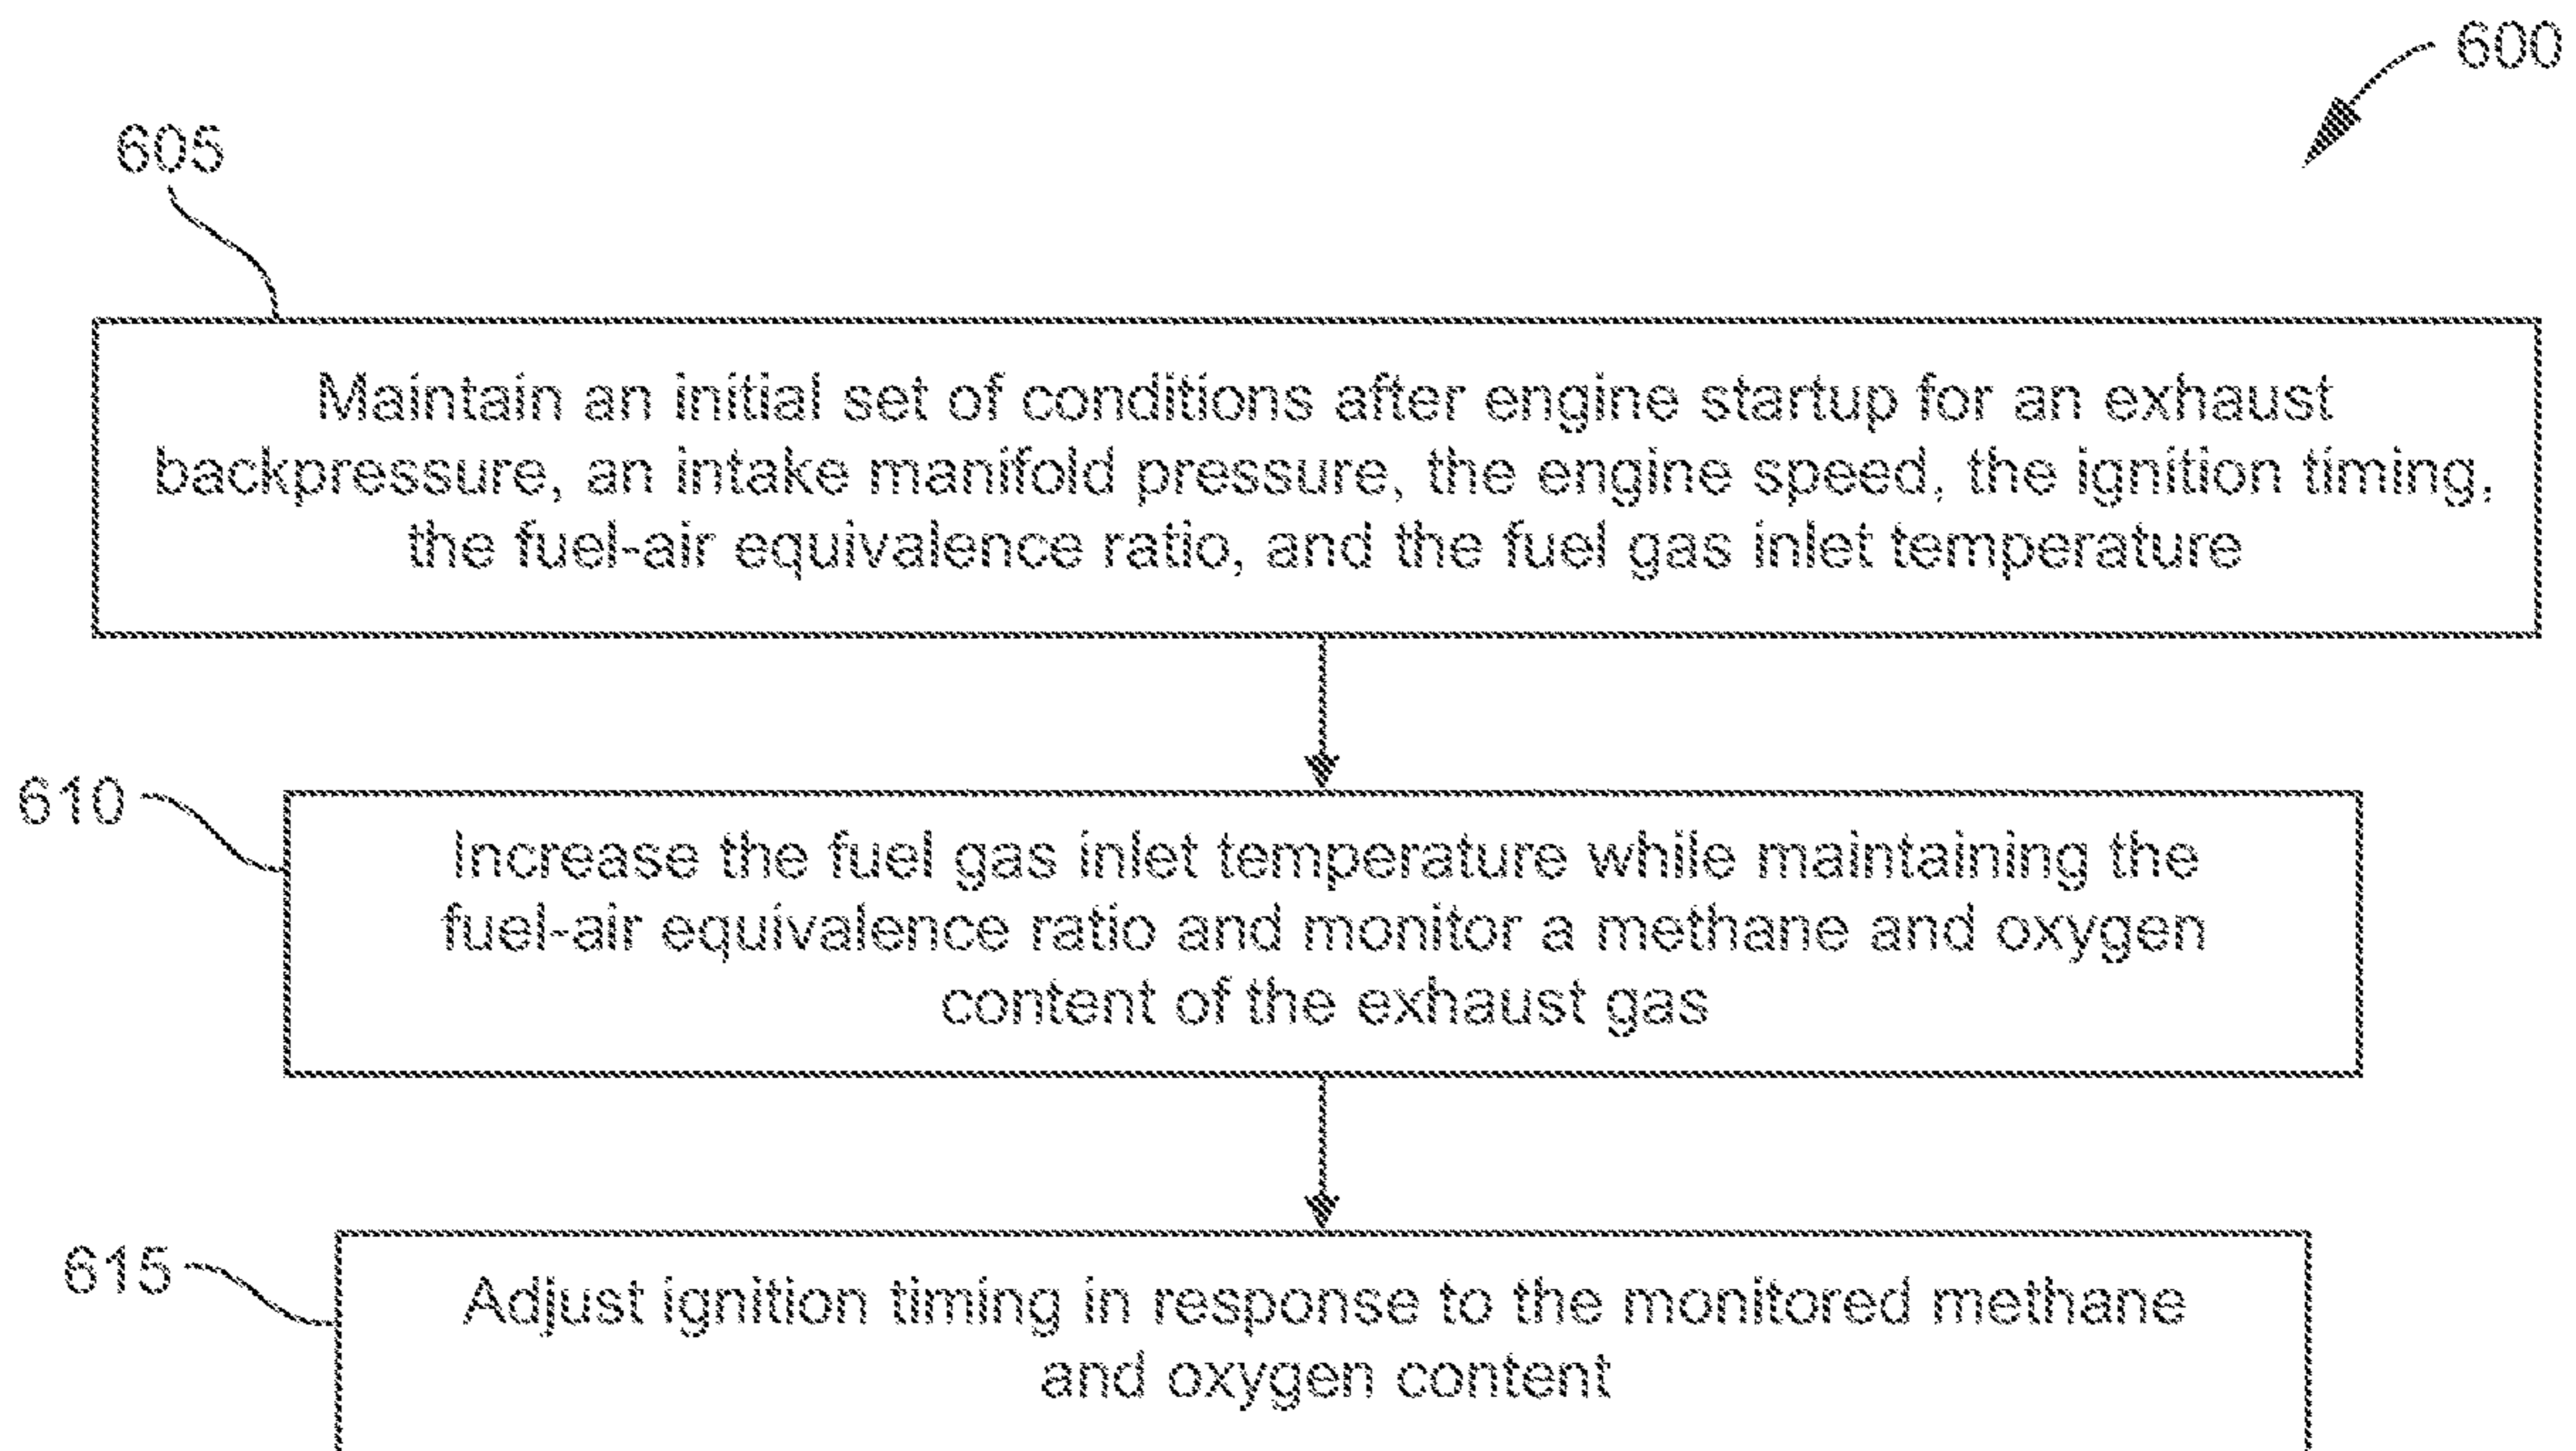 600
605
Maintain an initial set of conditions after engine startup for an exhaust
backpressure, an intake manifold pressure, the engine speed, the ignition timing,
the fuel-air equivalence ratio, and the fuel gas inlet temperature
610
Increase the fuel gas inlet temperature while maintaining the
fuel-air equivalence ratio and monitor a methane and oxygen
content of the exhaust gas
615
Adjust ignition timing in response to the monitored methane
and oxygen content